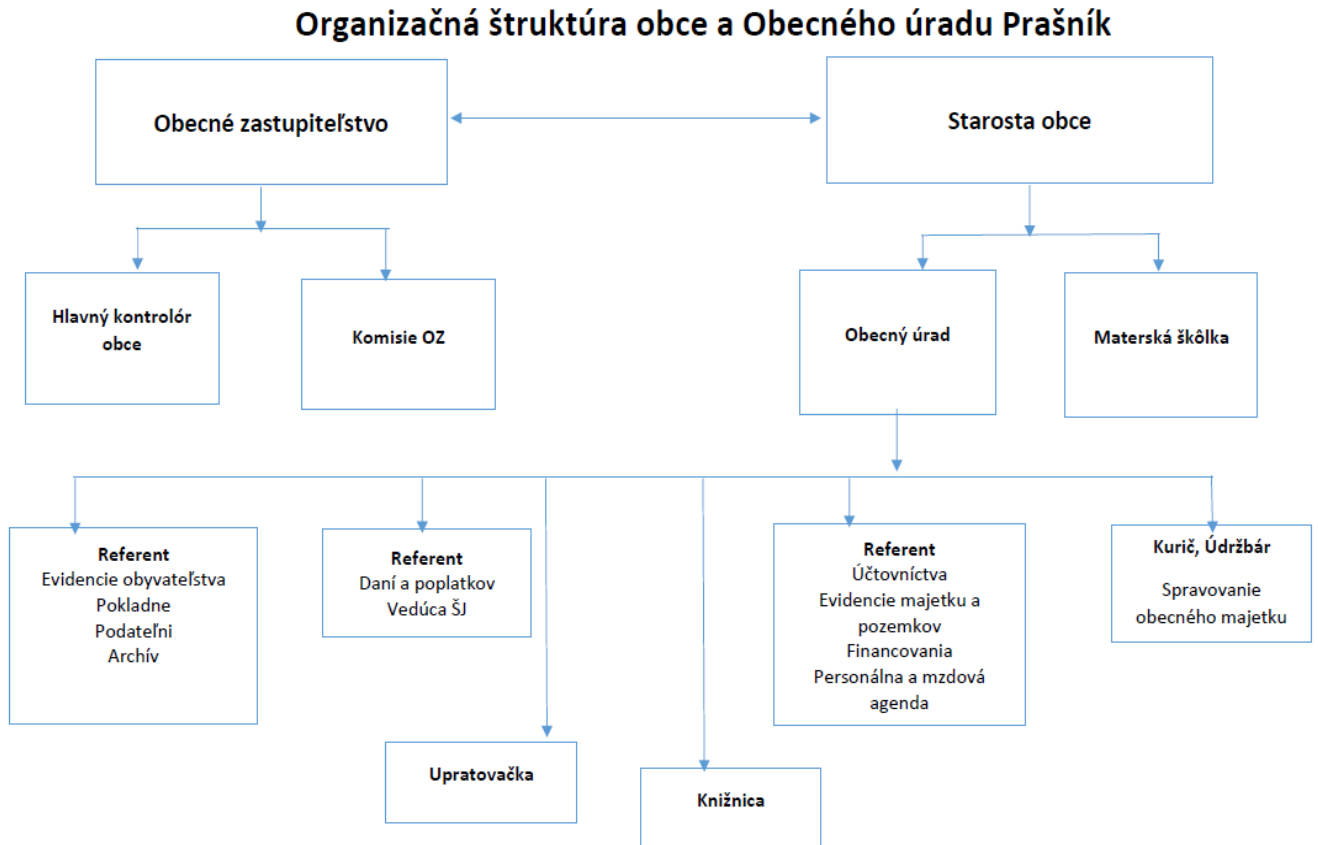 Organizačná štruktúra obce a Obecného úradu Prašník
Obecné zastupiteľstvo
Starosta obce
Hlavný kontrolór
obce
Komisie OZ
Obecný úrad
Materská škôlka
Referent
Evidencie obyvateľstva
Pokladne
Podateľni
Archív
Referent
Daní a poplatkov
Vedúca ŠJ
Referent
Účtovníctva
Evidencie majetku a
pozemkov
Financovania
Personálna a mzdová
agenda
Kurič, Údržbár
Spravovanie
obecného majetku
Upratovačka
Knižnica